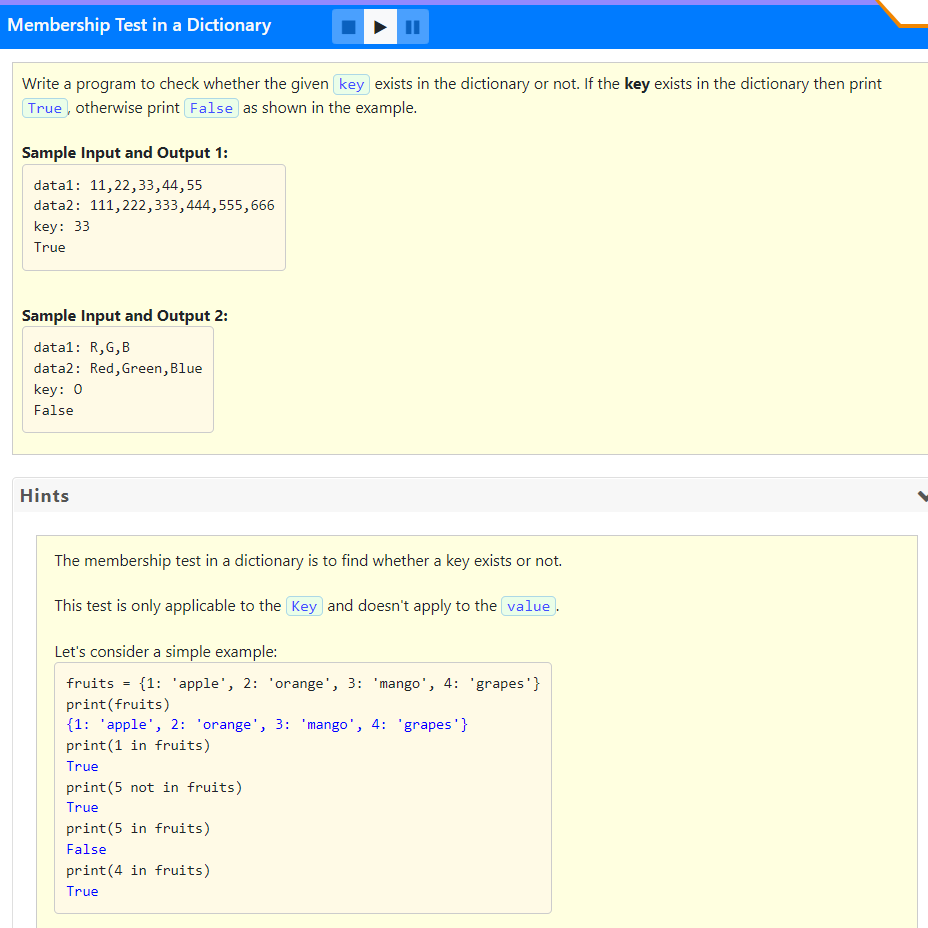 Membership Test in a Dictionary
Write a program to check whether the given key exists in the dictionary or not. If the key exists in the dictionary then print
True, otherwise print False as shown in the example.
Sample Input and Output 1:
data1: 11,22,33,44,55
data2: 111,222,333,444,555,666
key: 33
True
Sample Input and Output 2:
data1: R,G,B
data2: Red,Green,Blue
key: O
False
Hints
The membership test in a dictionary is to find whether a key exists or not.
This test is only applicable to the Key and doesn't apply to the value.
Let's consider a simple example:
fruits = {1: 'apple', 2: 'orange', 3: 'mango', 4: 'grapes'}
print(fruits)
{1: 'apple', 2: 'orange', 3: 'mango', 4: 'grapes'}
print(1 in fruits)
True
print(5 not in fruits)
True
print(5 in fruits)
False
print(4 in fruits)
True